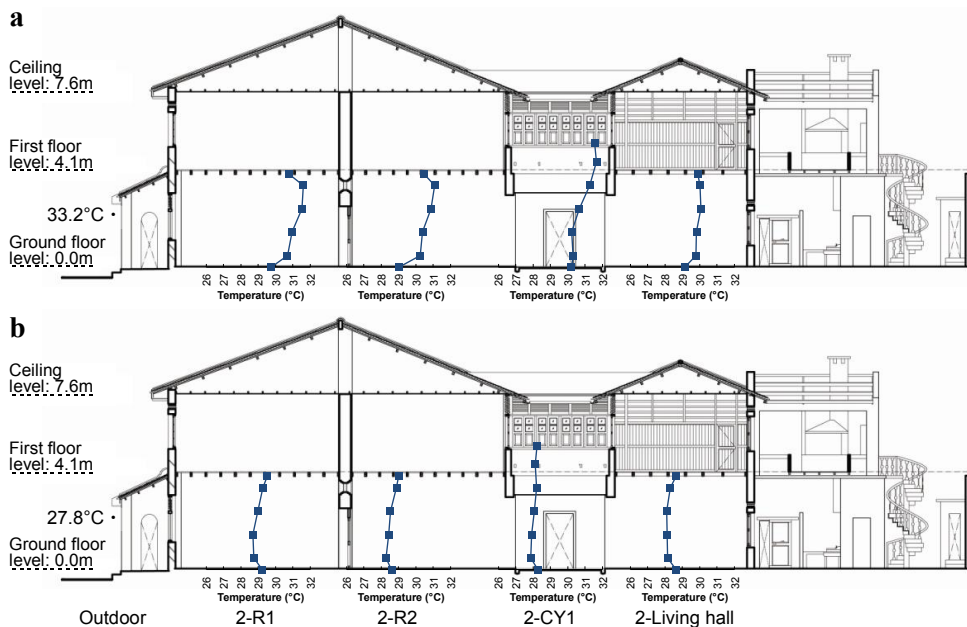 a
Ceiling
level: 7.6m
First floor
level: 4.1m
33.2°C
Ground floor
level: 0.0m
26 27 28 29 30 31 32 26 27 28 29 30 31 32 26 27 28 29 30 31 32 26 27 28 29 30 31 32
Temperature (°C) Temperature (°C) Temperature (°C) Temperature (°C)
b
Ceiling
level: 7.6m
First floor
level: 4.1m
27.8°C
Ground floor
level: 0.0m
26 27 28 29 30 31 32 26 27 28 29 30 31 32 26 27 28 29 30 31 32 26 27 28 29 30 31 32
Temperature (°C) Temperature (°C) Temperature (°C) Temperature (°C)
Outdoor 2-R1 2-R2 2-CY1 2-Living hall